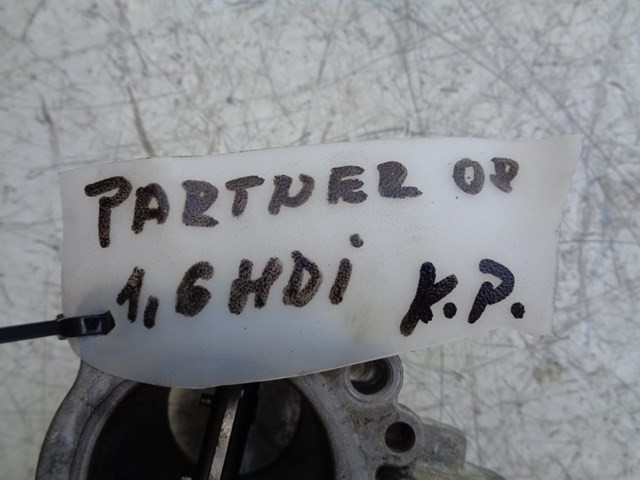 PARTNER 08
1,6HDi K.P.